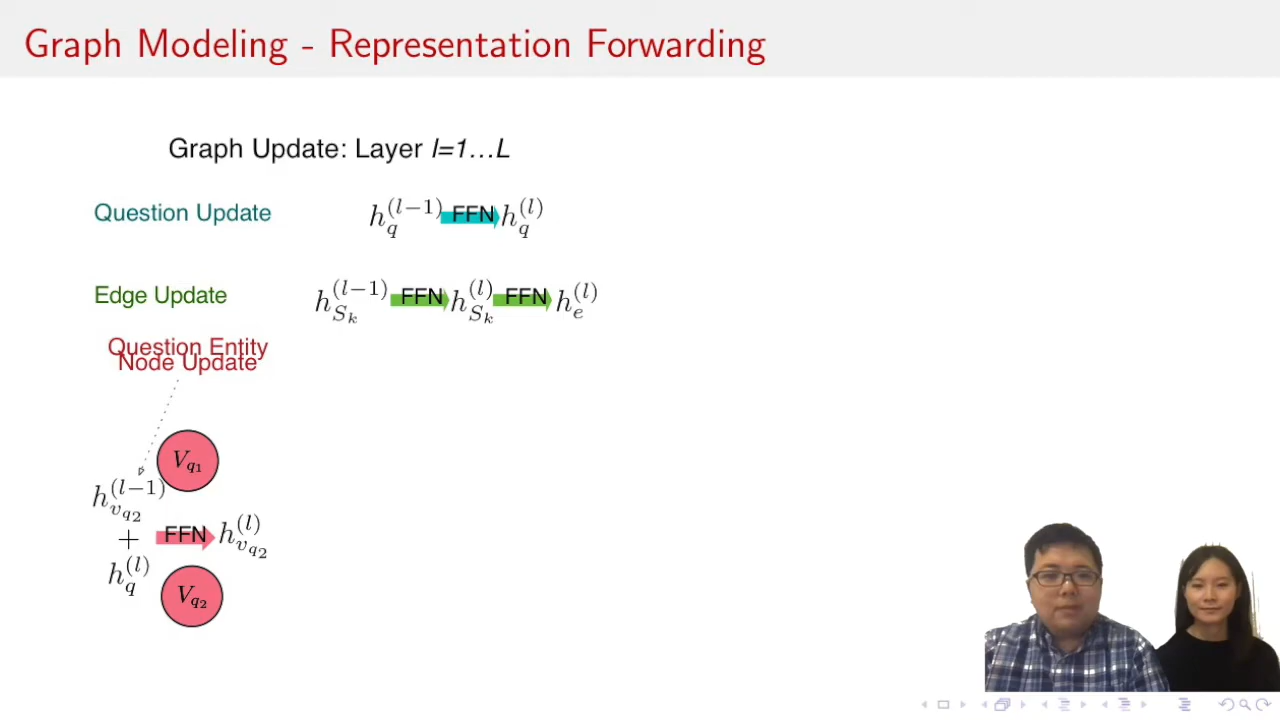 Graph Modeling - Representation Forwarding
Graph Update: Layer l=1…L
Question Update
h_q^{(l−1)} FFN h_q^{(l)}
Edge Update
h_{S_k}^{(l−1)} FFN h_{S_k}^{(l)} FFN h_e^{(l)}
Question Entity
Node Update
V_{q_1}
h_{v_{q_2}}^{(l−1)}
+ FFN h_{v_{q_2}}^{(l)}
h_q^{(l)}
V_{q_2}